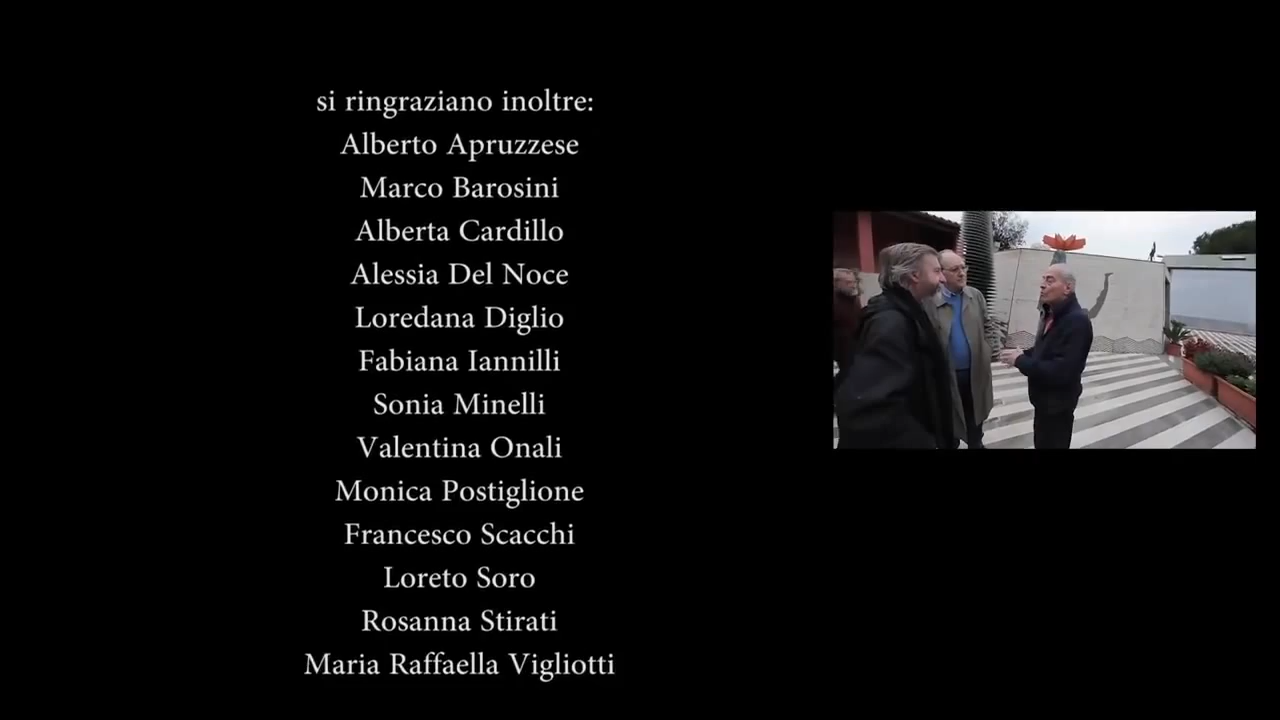 si ringraziano inoltre:
Alberto Apruzzese
Marco Barosini
Alberta Cardillo
Alessia Del Noce
Loredana Diglio
Fabiana Iannilli
Sonia Minelli
Valentina Onali
Monica Postiglione
Francesco Scacchi
Loreto Soro
Rosanna Stirati
Maria Raffaella Vigliotti